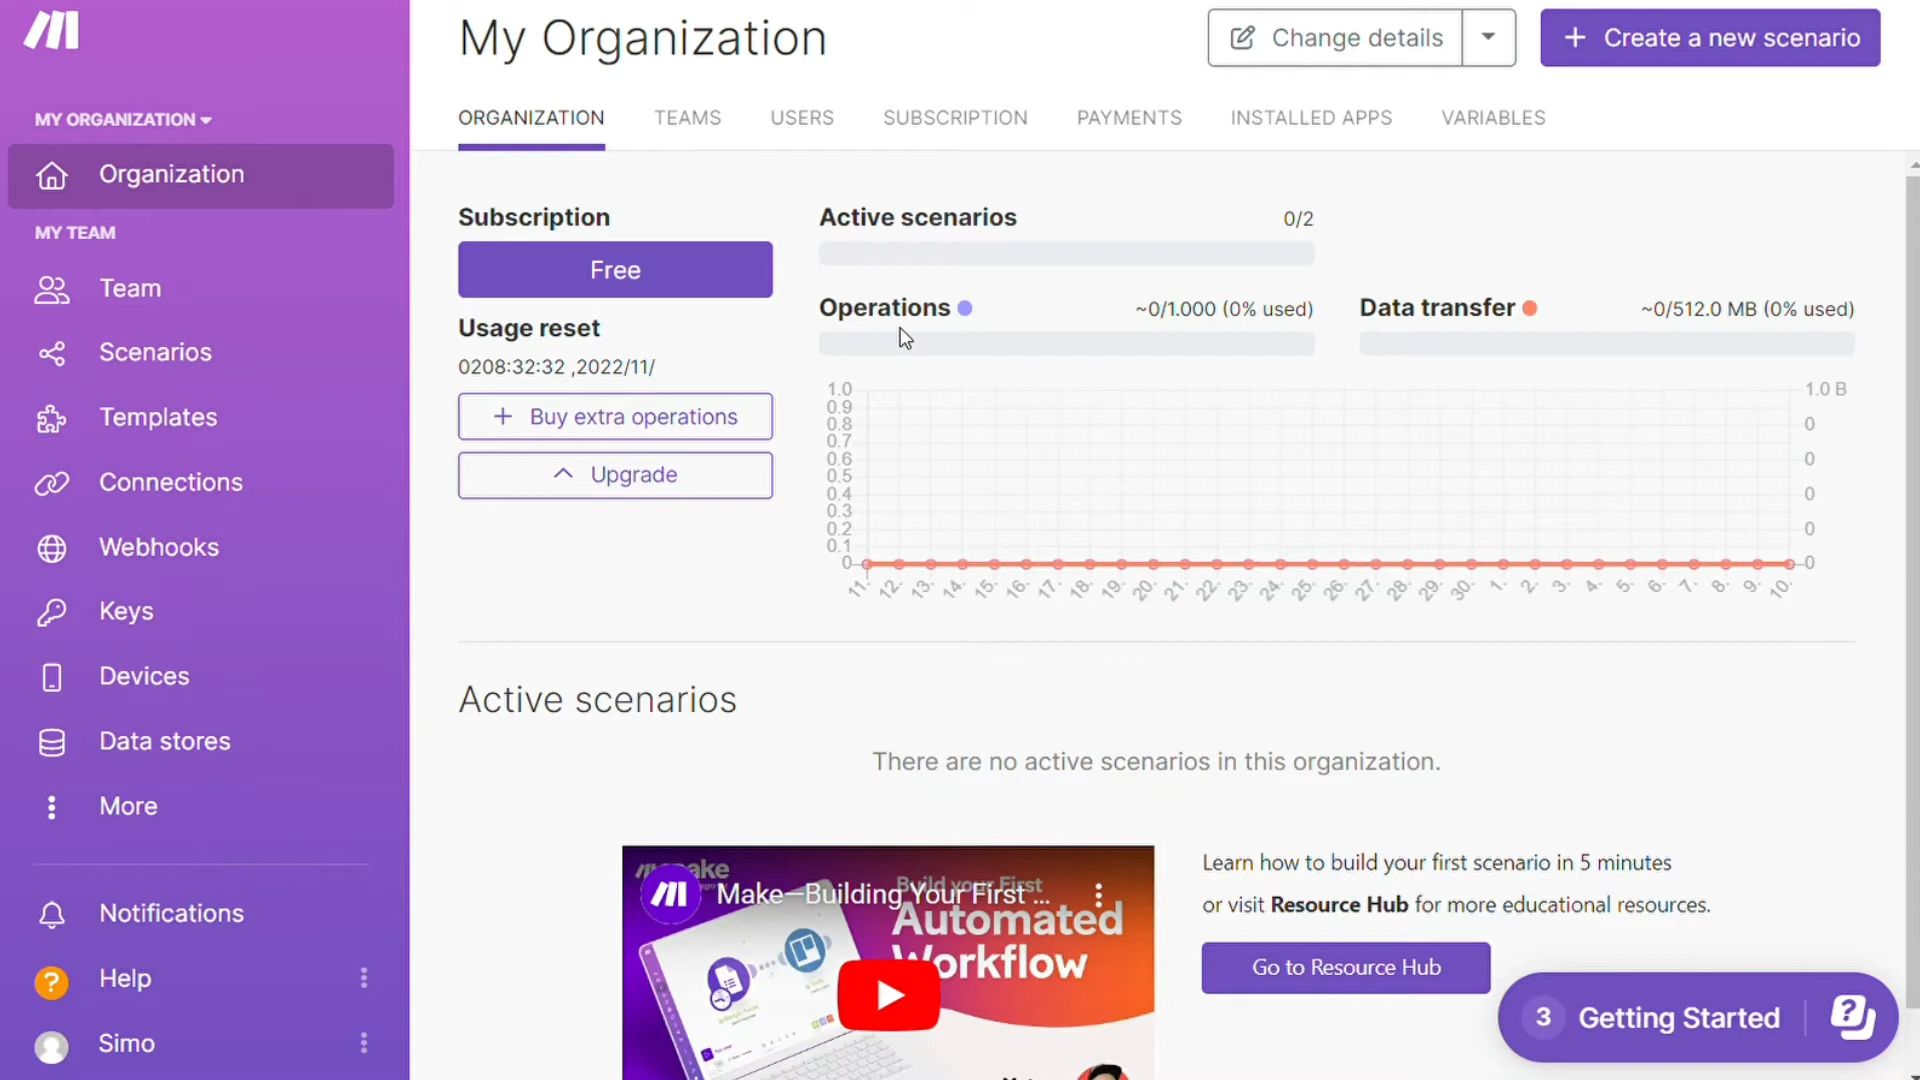 MY ORGANIZATION
Organization
MY TEAM
Team
Scenarios
Templates
Connections
Webhooks
Keys
Devices
Data stores
More
Notifications
? Help
Simo
My Organization
Change details
+ Create a new scenario
ORGANIZATION TEAMS USERS SUBSCRIPTION PAYMENTS INSTALLED APPS VARIABLES
Subscription
Free
Usage reset
0208:32:32 ,2022/11/
+ Buy extra operations
Upgrade
Active scenarios 0/2
Operations ~0/1.000 (0% used)
Data transfer ~0/512.0 MB (0% used)
1.0
0.9
0.8
0.7
0.6
0.5
0.4
0.3
0.2
0.1
0
1.0 B
0
0
0
0
0
11. 12. 13. 14. 15. 16. 17. 18. 19. 20. 21. 22. 23. 24. 25. 26. 27. 28. 29. 30. 1. 2. 3. 4. 5. 6. 7. 8. 9. 10.
Active scenarios
There are no active scenarios in this organization.
Make—Building Your First ...
Build your First
Automated
Workflow
Learn how to build your first scenario in 5 minutes
or visit Resource Hub for more educational resources.
Go to Resource Hub
3 Getting Started ?